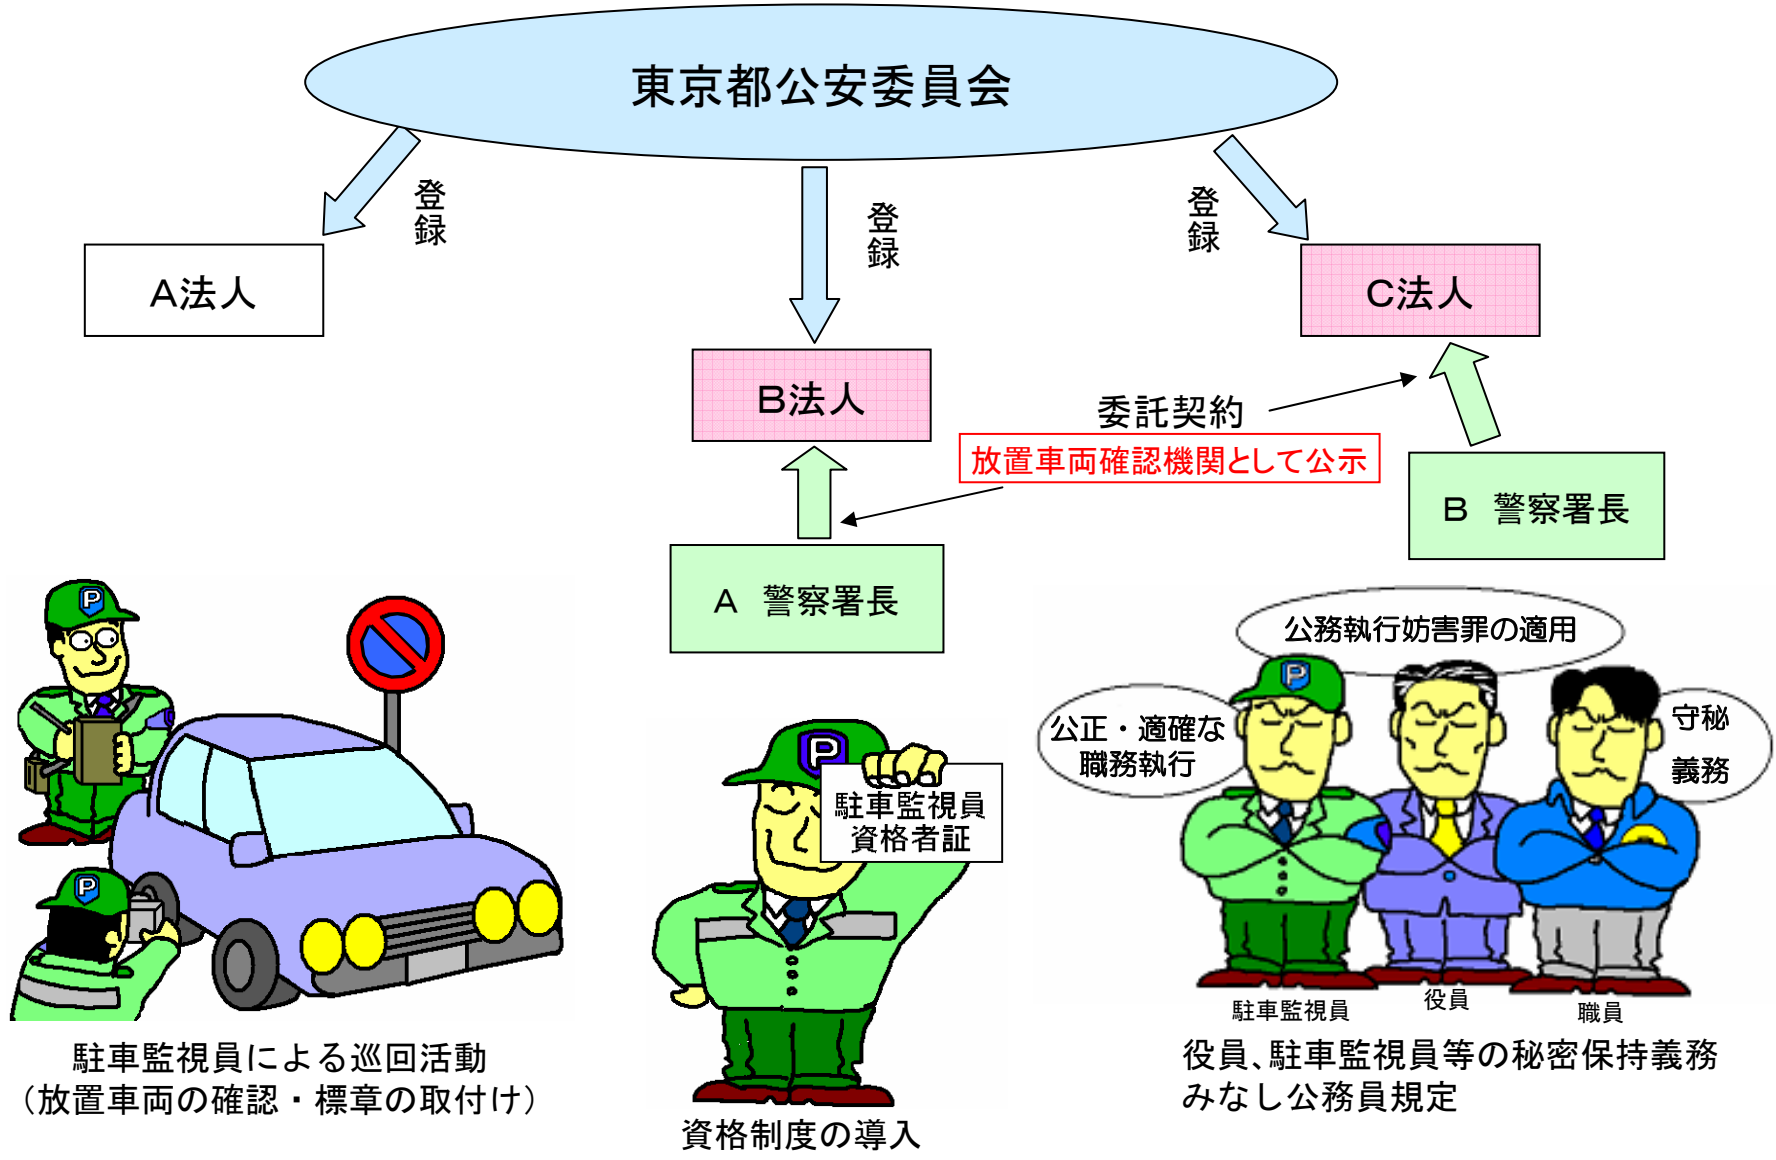 東京都公安委員会
登録
登録
登録
A法人
B法人
C法人
委託契約
放置車両確認機関として公示
A 警察署長
B 警察署長
P
P
駐車監視員による巡回活動
（放置車両の確認・標章の取付け）
P
駐車監視員
資格者証
資格制度の導入
公務執行妨害罪の適用
公正・適確な
職務執行
守秘
義務
P
駐車監視員
役員
職員
役員、駐車監視員等の秘密保持義務
みなし公務員規定